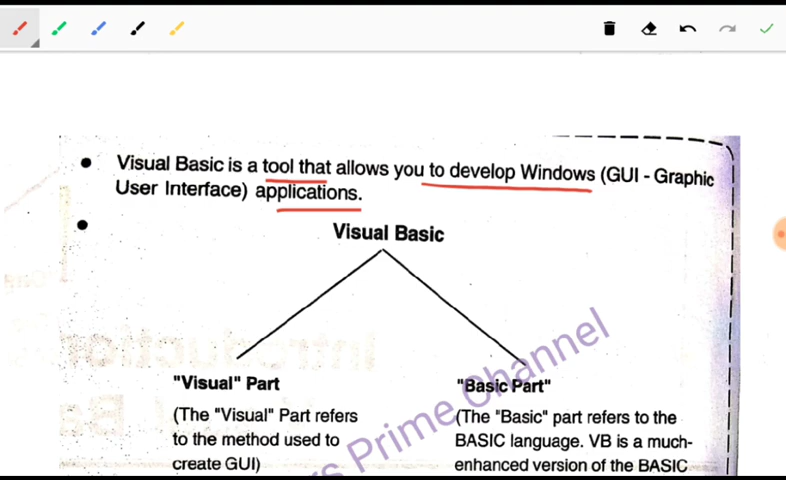 Visual Basic is a tool that allows you to develop Windows (GUI - Graphic
User Interface) applications.
Visual Basic
"Visual" Part
"Basic Part"
(The "Visual" Part refers
to the method used to
create GUI)
(The "Basic" part refers to the
BASIC language. VB is a much-
enhanced version of the BASIC
Prime Channel